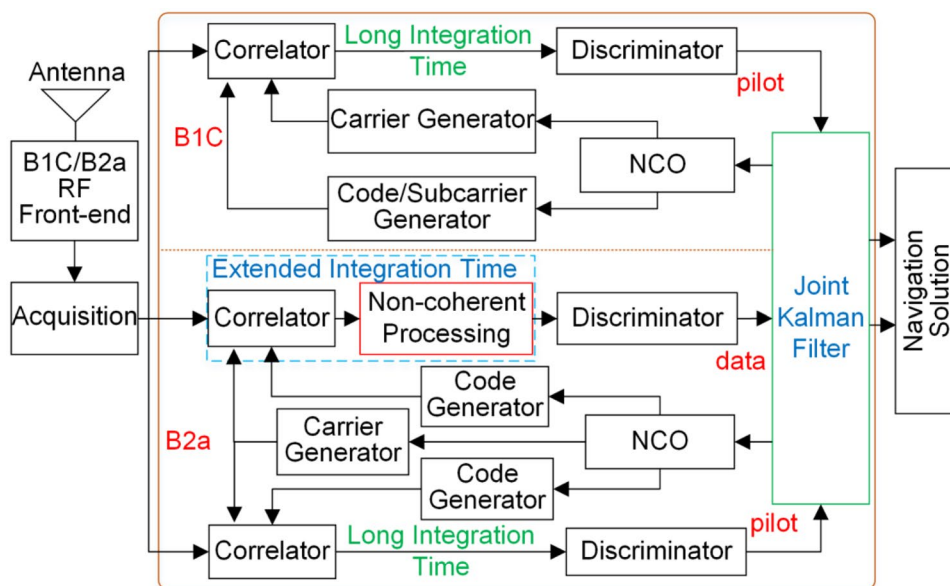 Antenna
B1C/B2a
RF
Front-end
Acquisition
Correlator
Long Integration
Time
Discriminator
pilot
B1C
Carrier Generator
NCO
Code/Subcarrier
Generator
Extended Integration Time
Correlator
Non-coherent
Processing
Discriminator
data
Joint
Kalman
Filter
Navigation
Solution
Code
Generator
B2a
Carrier
Generator
NCO
Code
Generator
Correlator
Long Integration
Time
Discriminator
pilot